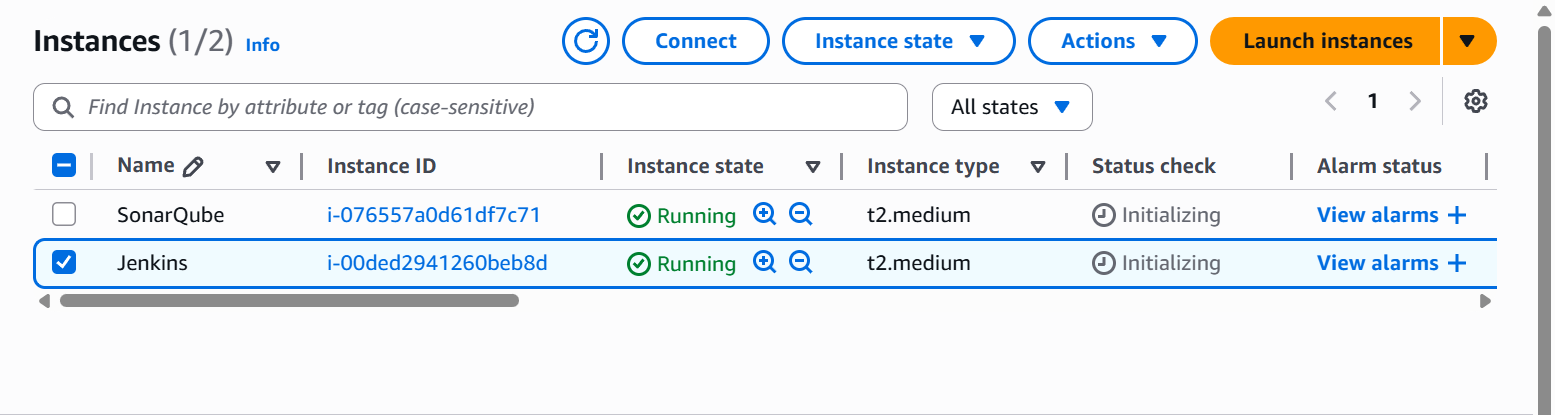 Instances (1/2) Info Connect Instance state Actions Launch instances
Find Instance by attribute or tag (case-sensitive) All states 1
Name Instance ID Instance state Instance type Status check Alarm status
SonarQube i-076557a0d61df7c71 Running t2.medium Initializing View alarms +
Jenkins i-00ded2941260beb8d Running t2.medium Initializing View alarms +